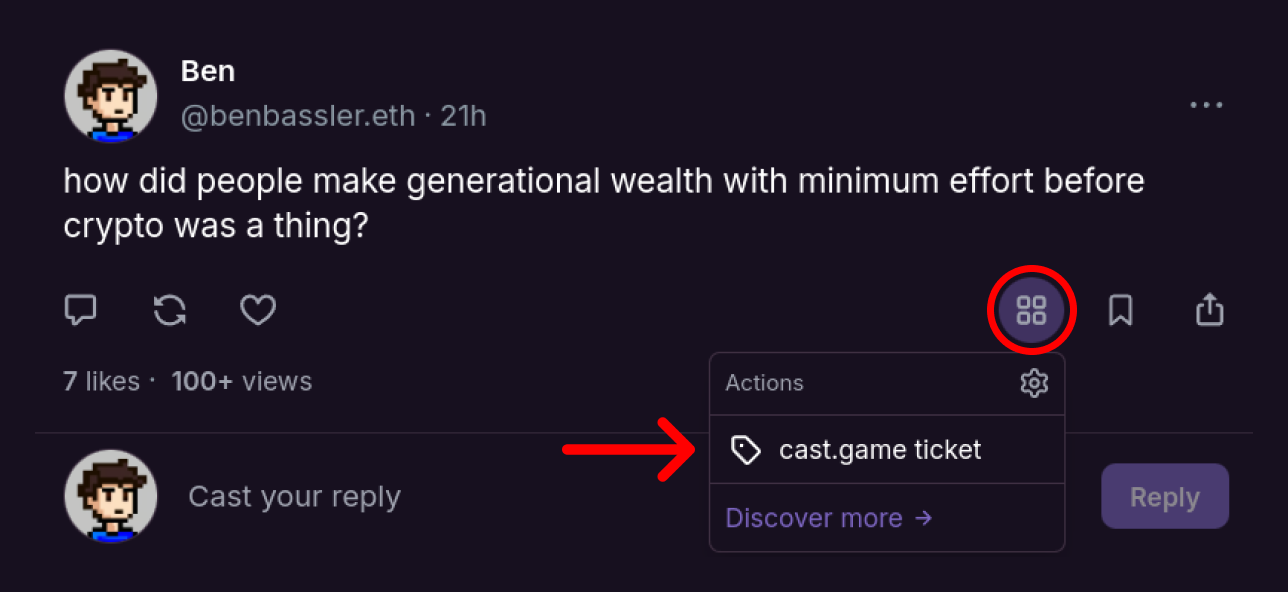 Ben
@benbassler.eth · 21h
how did people make generational wealth with minimum effort before
crypto was a thing?
7 likes · 100+ views
Actions
cast.game ticket
Cast your reply
Reply
Discover more →